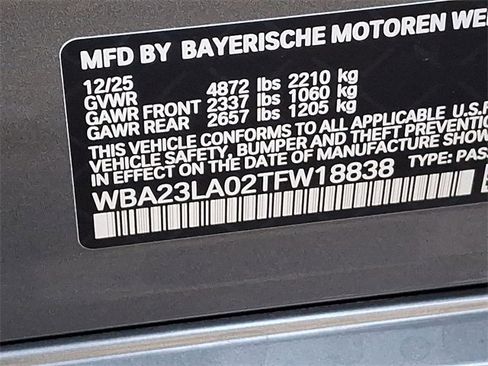 MFD BY BAYERISCHE MOTOREN
12/25
GVWR 4872 lbs 2210 kg
GAWR FRONT 2337 lbs 1060 kg
GAWR REAR 2657 lbs 1205 kg
THIS VEHICLE CONFORMS TO ALL APPLICABLE U.S.F
VEHICLE SAFETY, BUMPER AND THEFT PREVENTION
IN EFFECT ON THE DATE OF MANUFACTURE SHOW
WBA23LA02TFW18838 TYPE: PAS